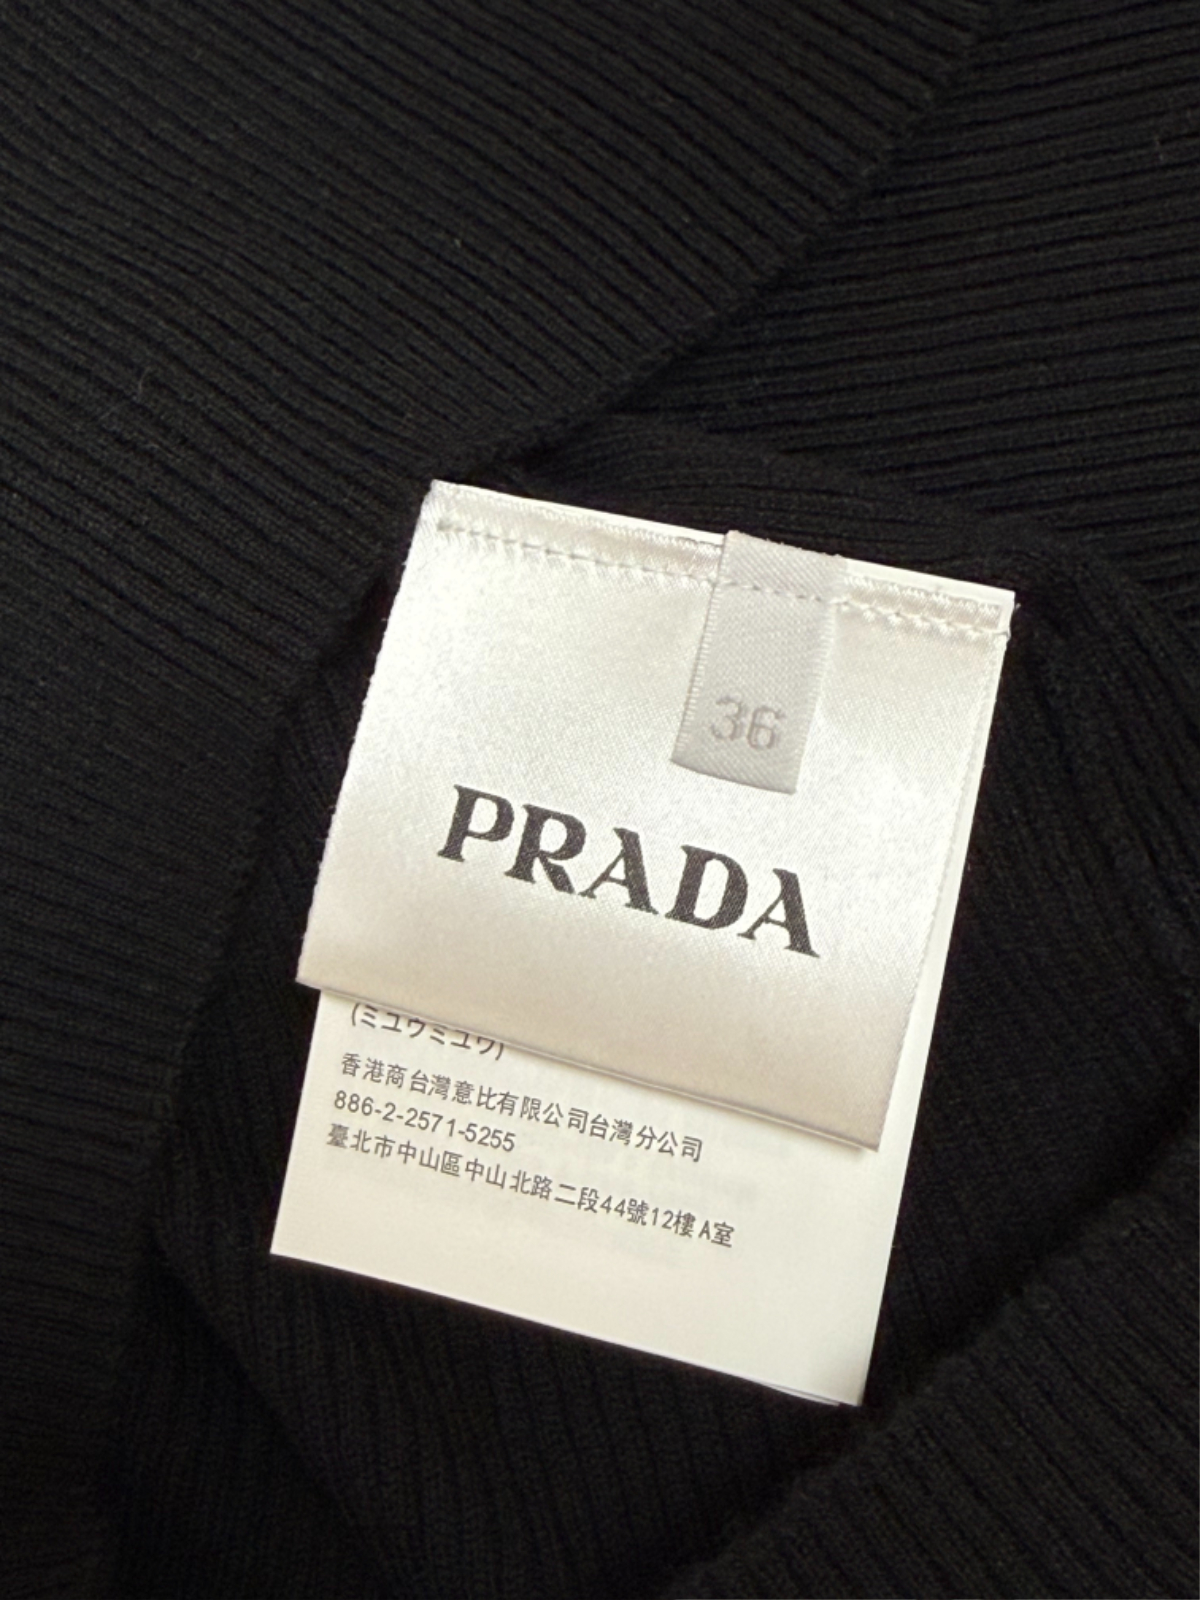 36
PRADA
(ミュウミュウ)
香港商台灣意比有限公司台灣分公司
886-2-2571-5255
臺北市中山區中山北路二段44號12樓A室